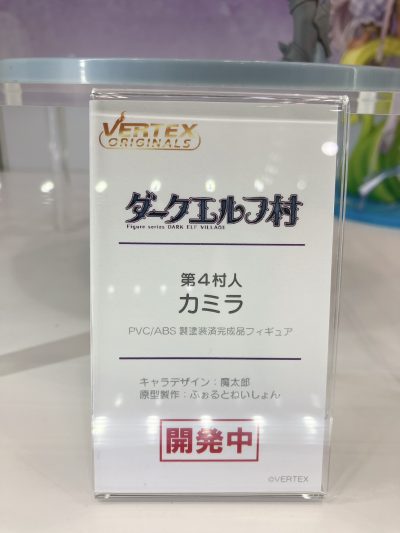 VERTEX
ORIGINALS
ダークエルフ村
Figure series DARK ELF VILLAGE
第4村人
カミラ
PVC/ABS 製塗装済完成品フィギュア
キャラデザイン：魔太郎
原型製作：ふぉるとねいしょん
開発中
©VERTEX